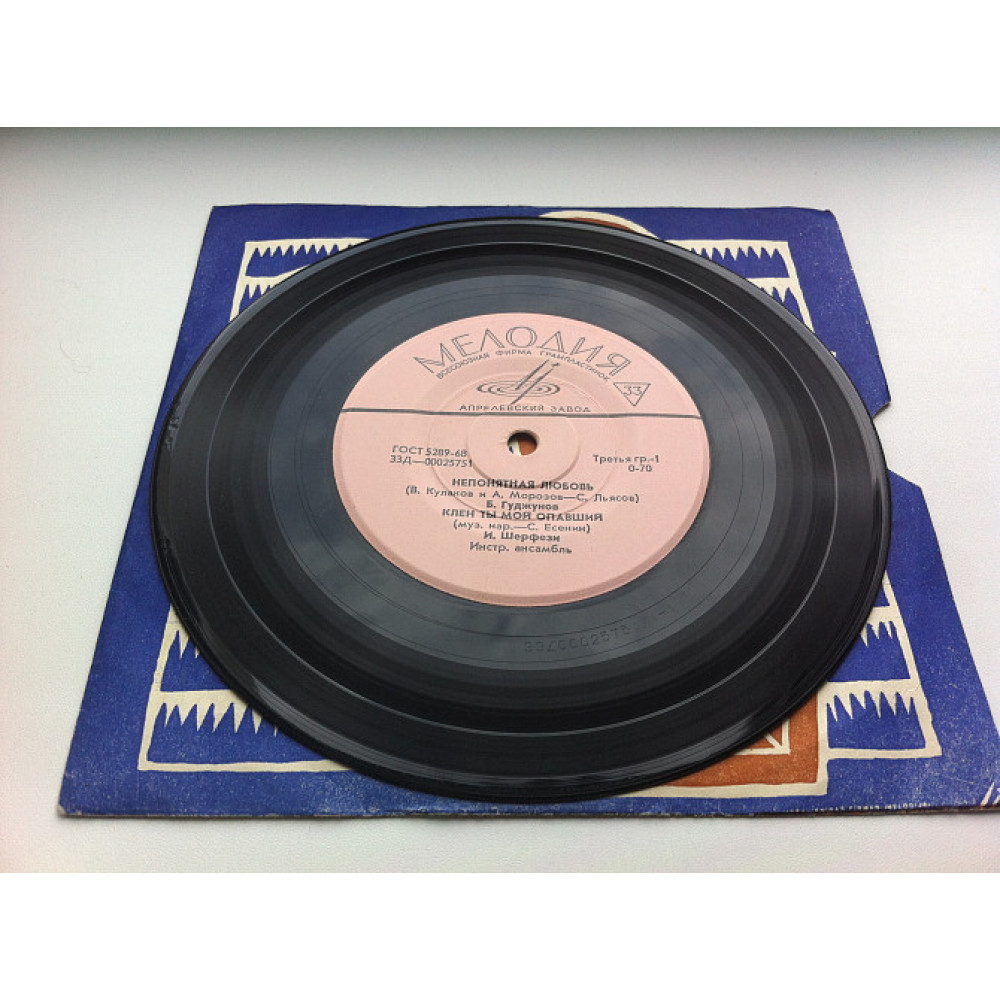 МЕЛОДИЯ
ВСЕСОЮЗНАЯ ФИРМА ГРАМПЛАСТИНОК
33
АПРЕЛЕВСКИЙ ЗАВОД
ГОСТ 5289-68
33Д—00025751
Третья гр.-1
0-70
НЕПОНЯТНАЯ ЛЮБОВЬ
(В. Кулаков и А. Морозов—С. Льясов)
Б. Гуджунов
КЛЕН ТЫ МОЙ ОПАВШИЙ
(муз. нар.—С. Есенин)
И. Шерфези
Инстр. ансамбль